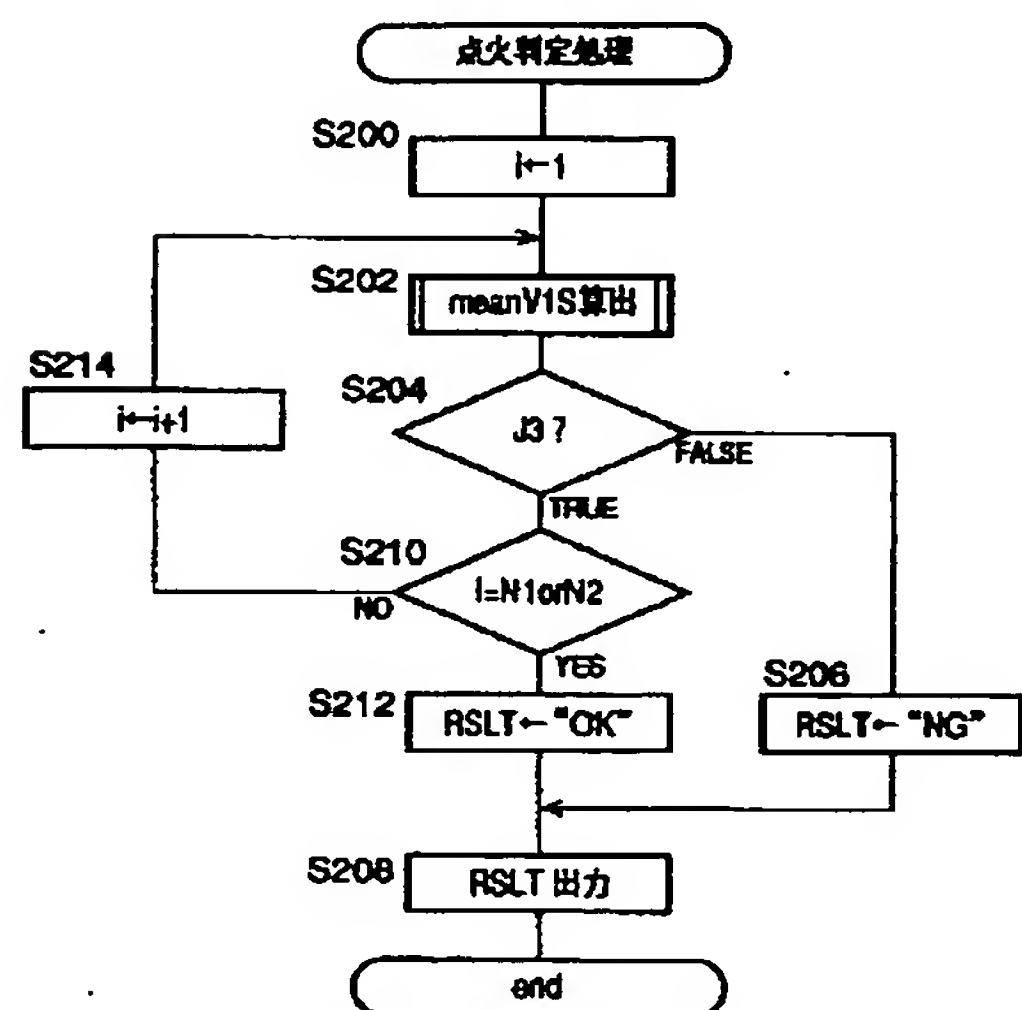 点火判定処理
S200
i←1
S202
meanV1S算出
S214
i←i+1
S204
J3?
FALSE
TRUE
S210
i=N1orN2
NO
YES
S212
RSLT←“OK”
S206
RSLT←“NG”
S208
RSLT 出力
end